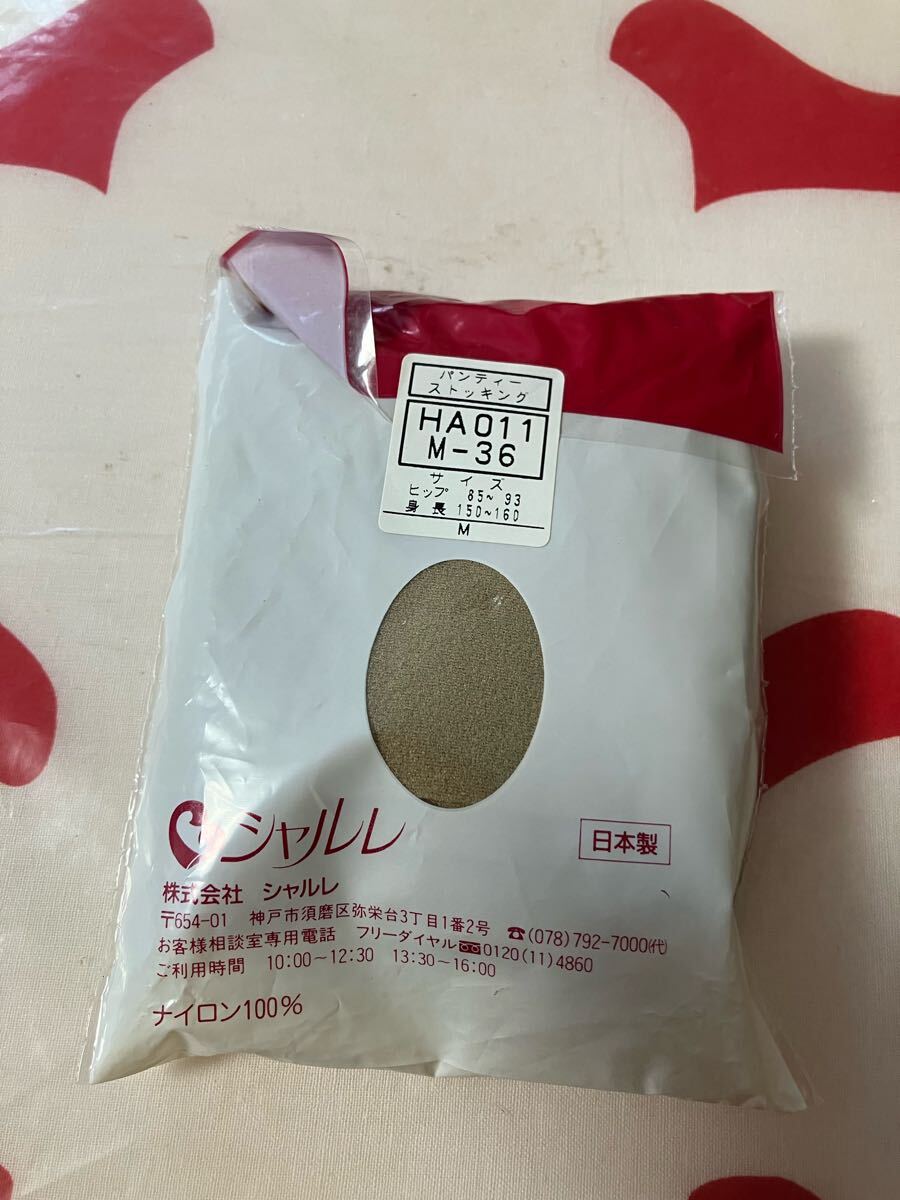 パンティー
ストッキング
HA011
M-36
サイズ
ヒップ 85~93
身長 150~160
M
シャルレ
日本製
株式会社 シャルレ
〒654-01 神戸市須磨区弥栄台3丁目1番2号 ☎(078)792-7000(代)
お客様相談室専用電話 フリーダイヤル 0120(11)4860
ご利用時間 10:00~12:30 13:30~16:00
ナイロン100%